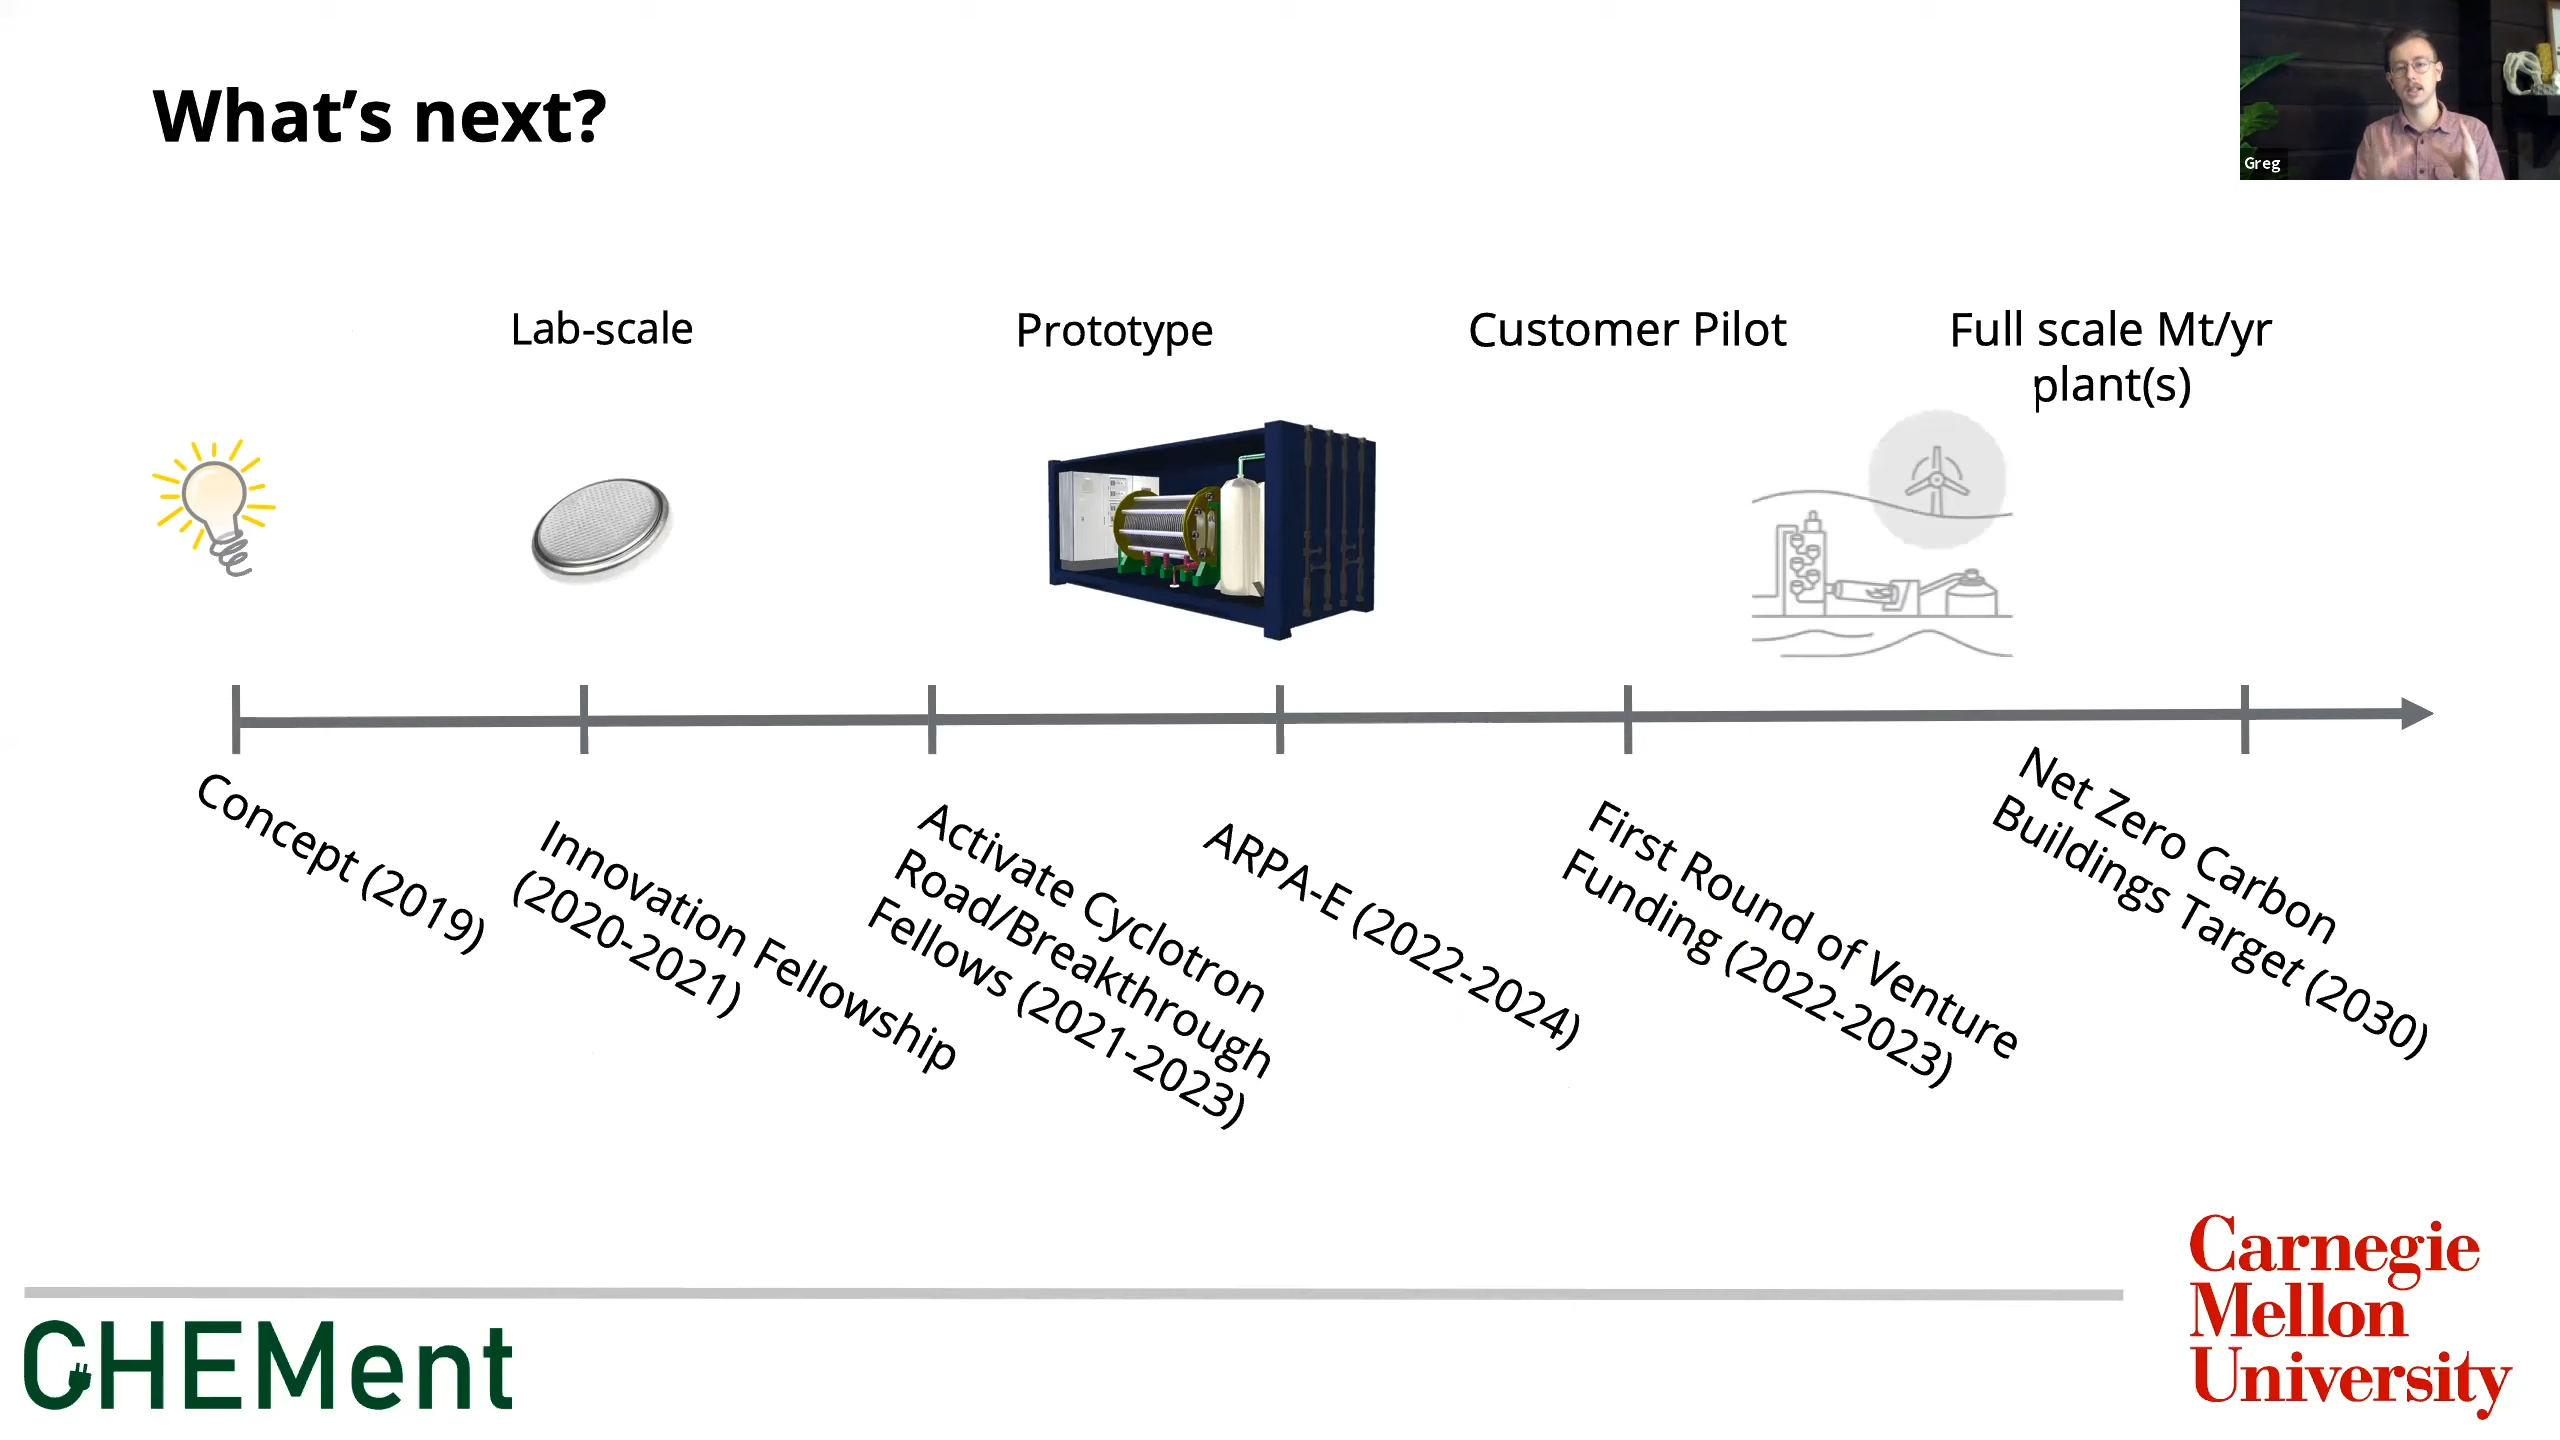 What's next?
Greg
Lab-scale
Prototype
Customer Pilot
Full scale Mt/yr
plant(s)
Concept (2019)
Innovation Fellowship
(2020-2021)
Activate Cyclotron
Road/Breakthrough
Fellows (2021-2023)
ARPA-E (2022-2024)
First Round of Venture
Funding (2022-2023)
Net Zero Carbon
Buildings Target (2030)
CHEMent
Carnegie
Mellon
University